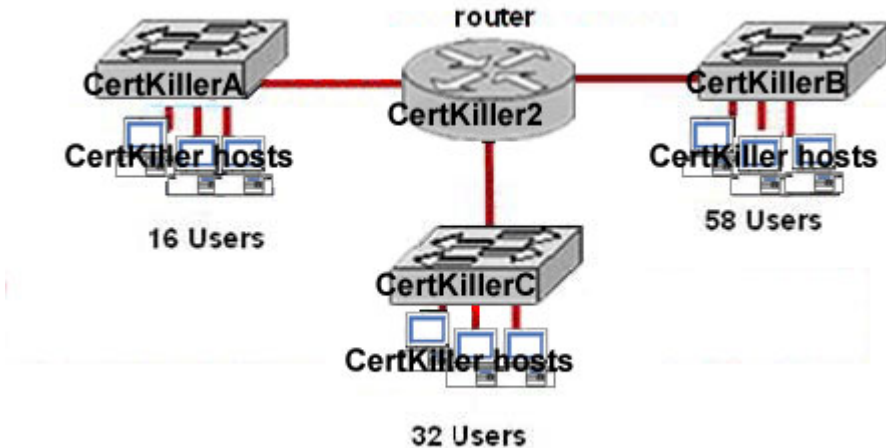 router
CertKillerA
CertKiller2
CertKillerB
CertKiller hosts
CertKiller hosts
16 Users
58 Users
CertKillerC
CertKiller hosts
32 Users